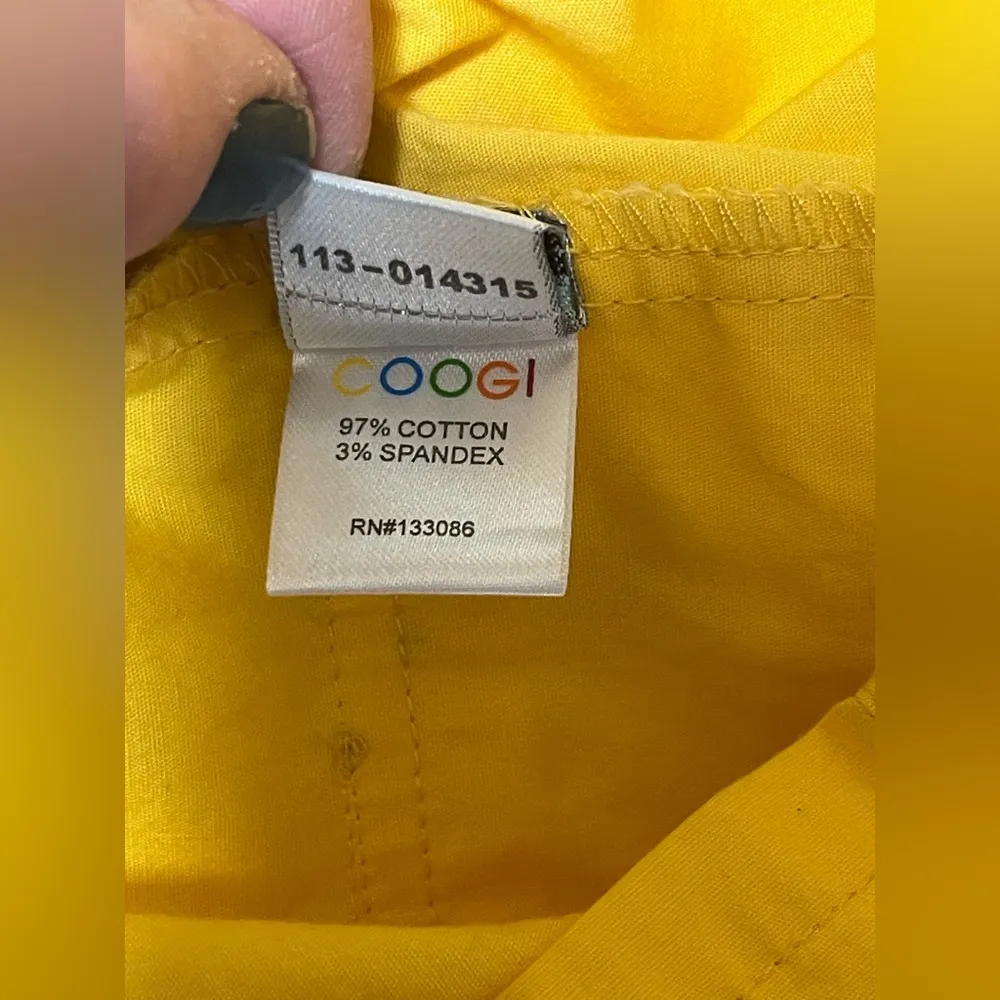 113-014315
COOGI
97% COTTON
3% SPANDEX
RN#133086